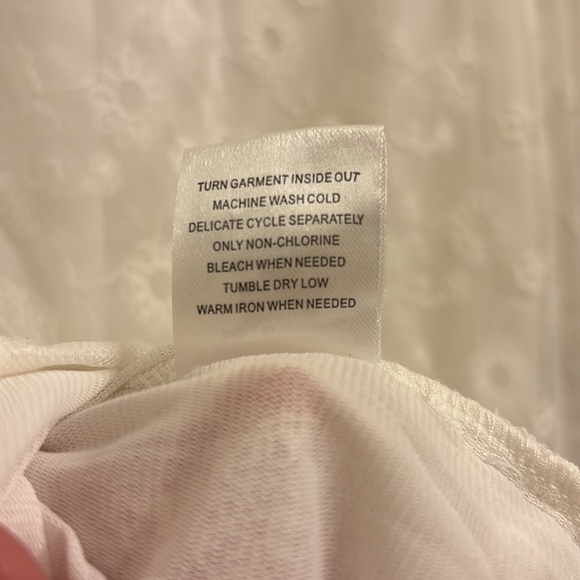 TURN GARMENT INSIDE OUT
MACHINE WASH COLD
DELICATE CYCLE SEPARATELY
ONLY NON-CHLORINE
BLEACH WHEN NEEDED
TUMBLE DRY LOW
WARM IRON WHEN NEEDED